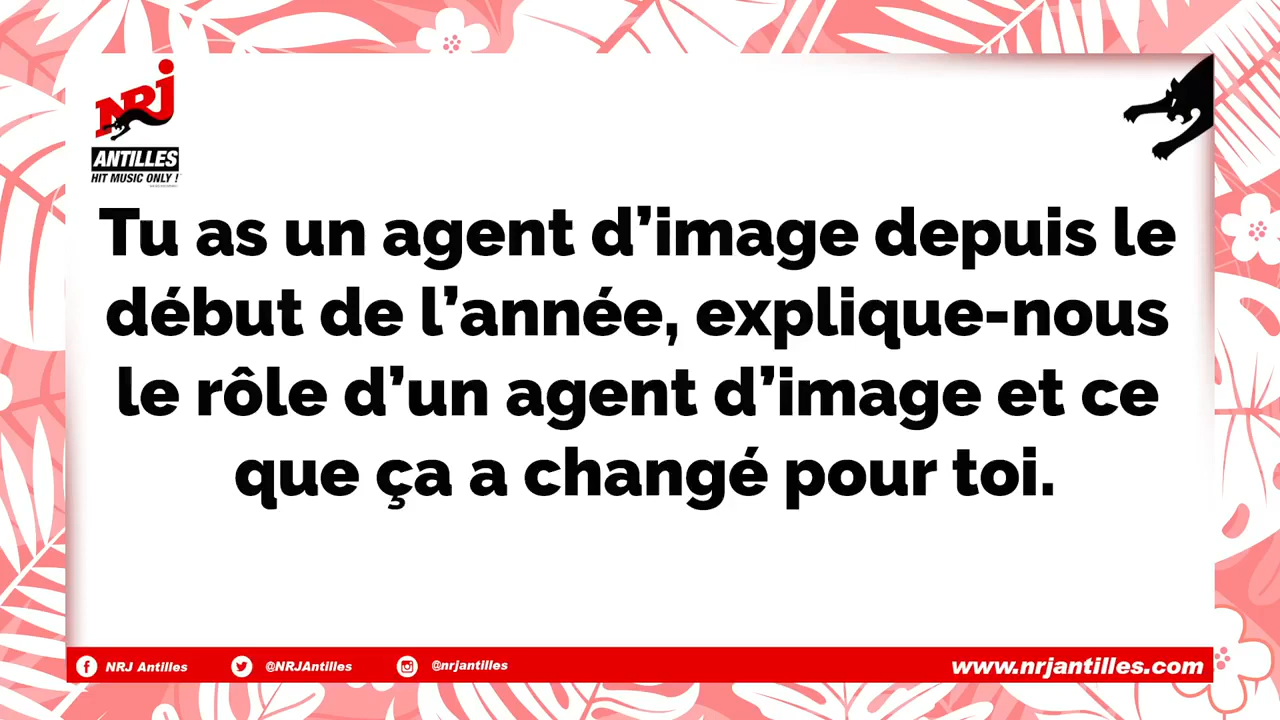 NRJ
ANTILLES
HIT MUSIC ONLY !
Tu as un agent d’image depuis le
début de l’année, explique-nous
le rôle d’un agent d’image et ce
que ça a changé pour toi.
NRJ Antilles @NRJAntilles @nrjantilles www.nrjantilles.com